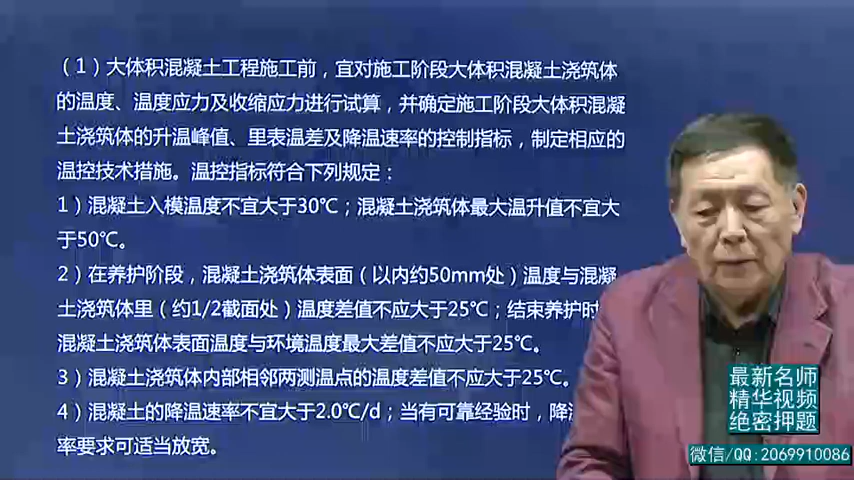 （1）大体积混凝土工程施工前，宜对施工阶段大体积混凝土浇筑体
的温度、温度应力及收缩应力进行试算，并确定施工阶段大体积混凝
土浇筑体的升温峰值、里表温差及降温速率的控制指标，制定相应的
温控技术措施。温控指标符合下列规定：
1）混凝土入模温度不宜大于30℃；混凝土浇筑体最大温升值不宜大
于50℃。
2）在养护阶段，混凝土浇筑体表面（以内约50mm处）温度与混凝
土浇筑体里（约1/2截面处）温度差值不应大于25℃；结束养护时
混凝土浇筑体表面温度与环境温度最大差值不应大于25℃。
3）混凝土浇筑体内部相邻两测温点的温度差值不应大于25℃。
4）混凝土的降温速率不宜大于2.0℃/d；当有可靠经验时，降
率要求可适当放宽。
最新名师
精华视频
绝密押题
微信/QQ:2069910086